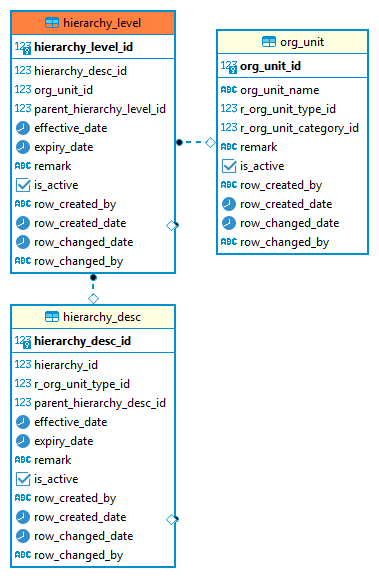 hierarchy_level
123 hierarchy_level_id
123 hierarchy_desc_id
123 org_unit_id
123 parent_hierarchy_level_id
effective_date
expiry_date
ABC remark
is_active
ABC row_created_by
row_created_date
row_changed_date
ABC row_changed_by
org_unit
123 org_unit_id
ABC org_unit_name
123 r_org_unit_type_id
123 r_org_unit_category_id
ABC remark
is_active
ABC row_created_by
row_created_date
row_changed_date
ABC row_changed_by
hierarchy_desc
123 hierarchy_desc_id
123 hierarchy_id
123 r_org_unit_type_id
123 parent_hierarchy_desc_id
effective_date
expiry_date
ABC remark
is_active
ABC row_created_by
row_created_date
row_changed_date
ABC row_changed_by